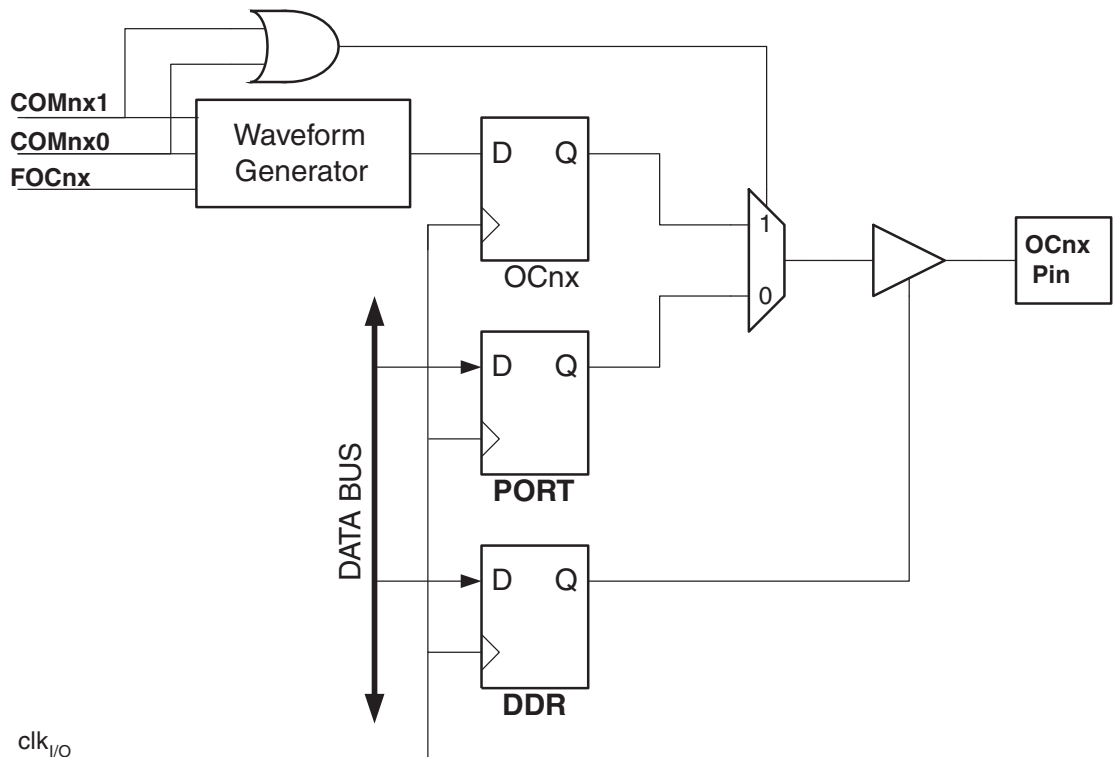 COMnx1
COMnx0
FOCnx
Waveform
Generator
D Q
OCnx
1
0
OCnx
Pin
D Q
PORT
DATA BUS
D Q
DDR
clkI/O